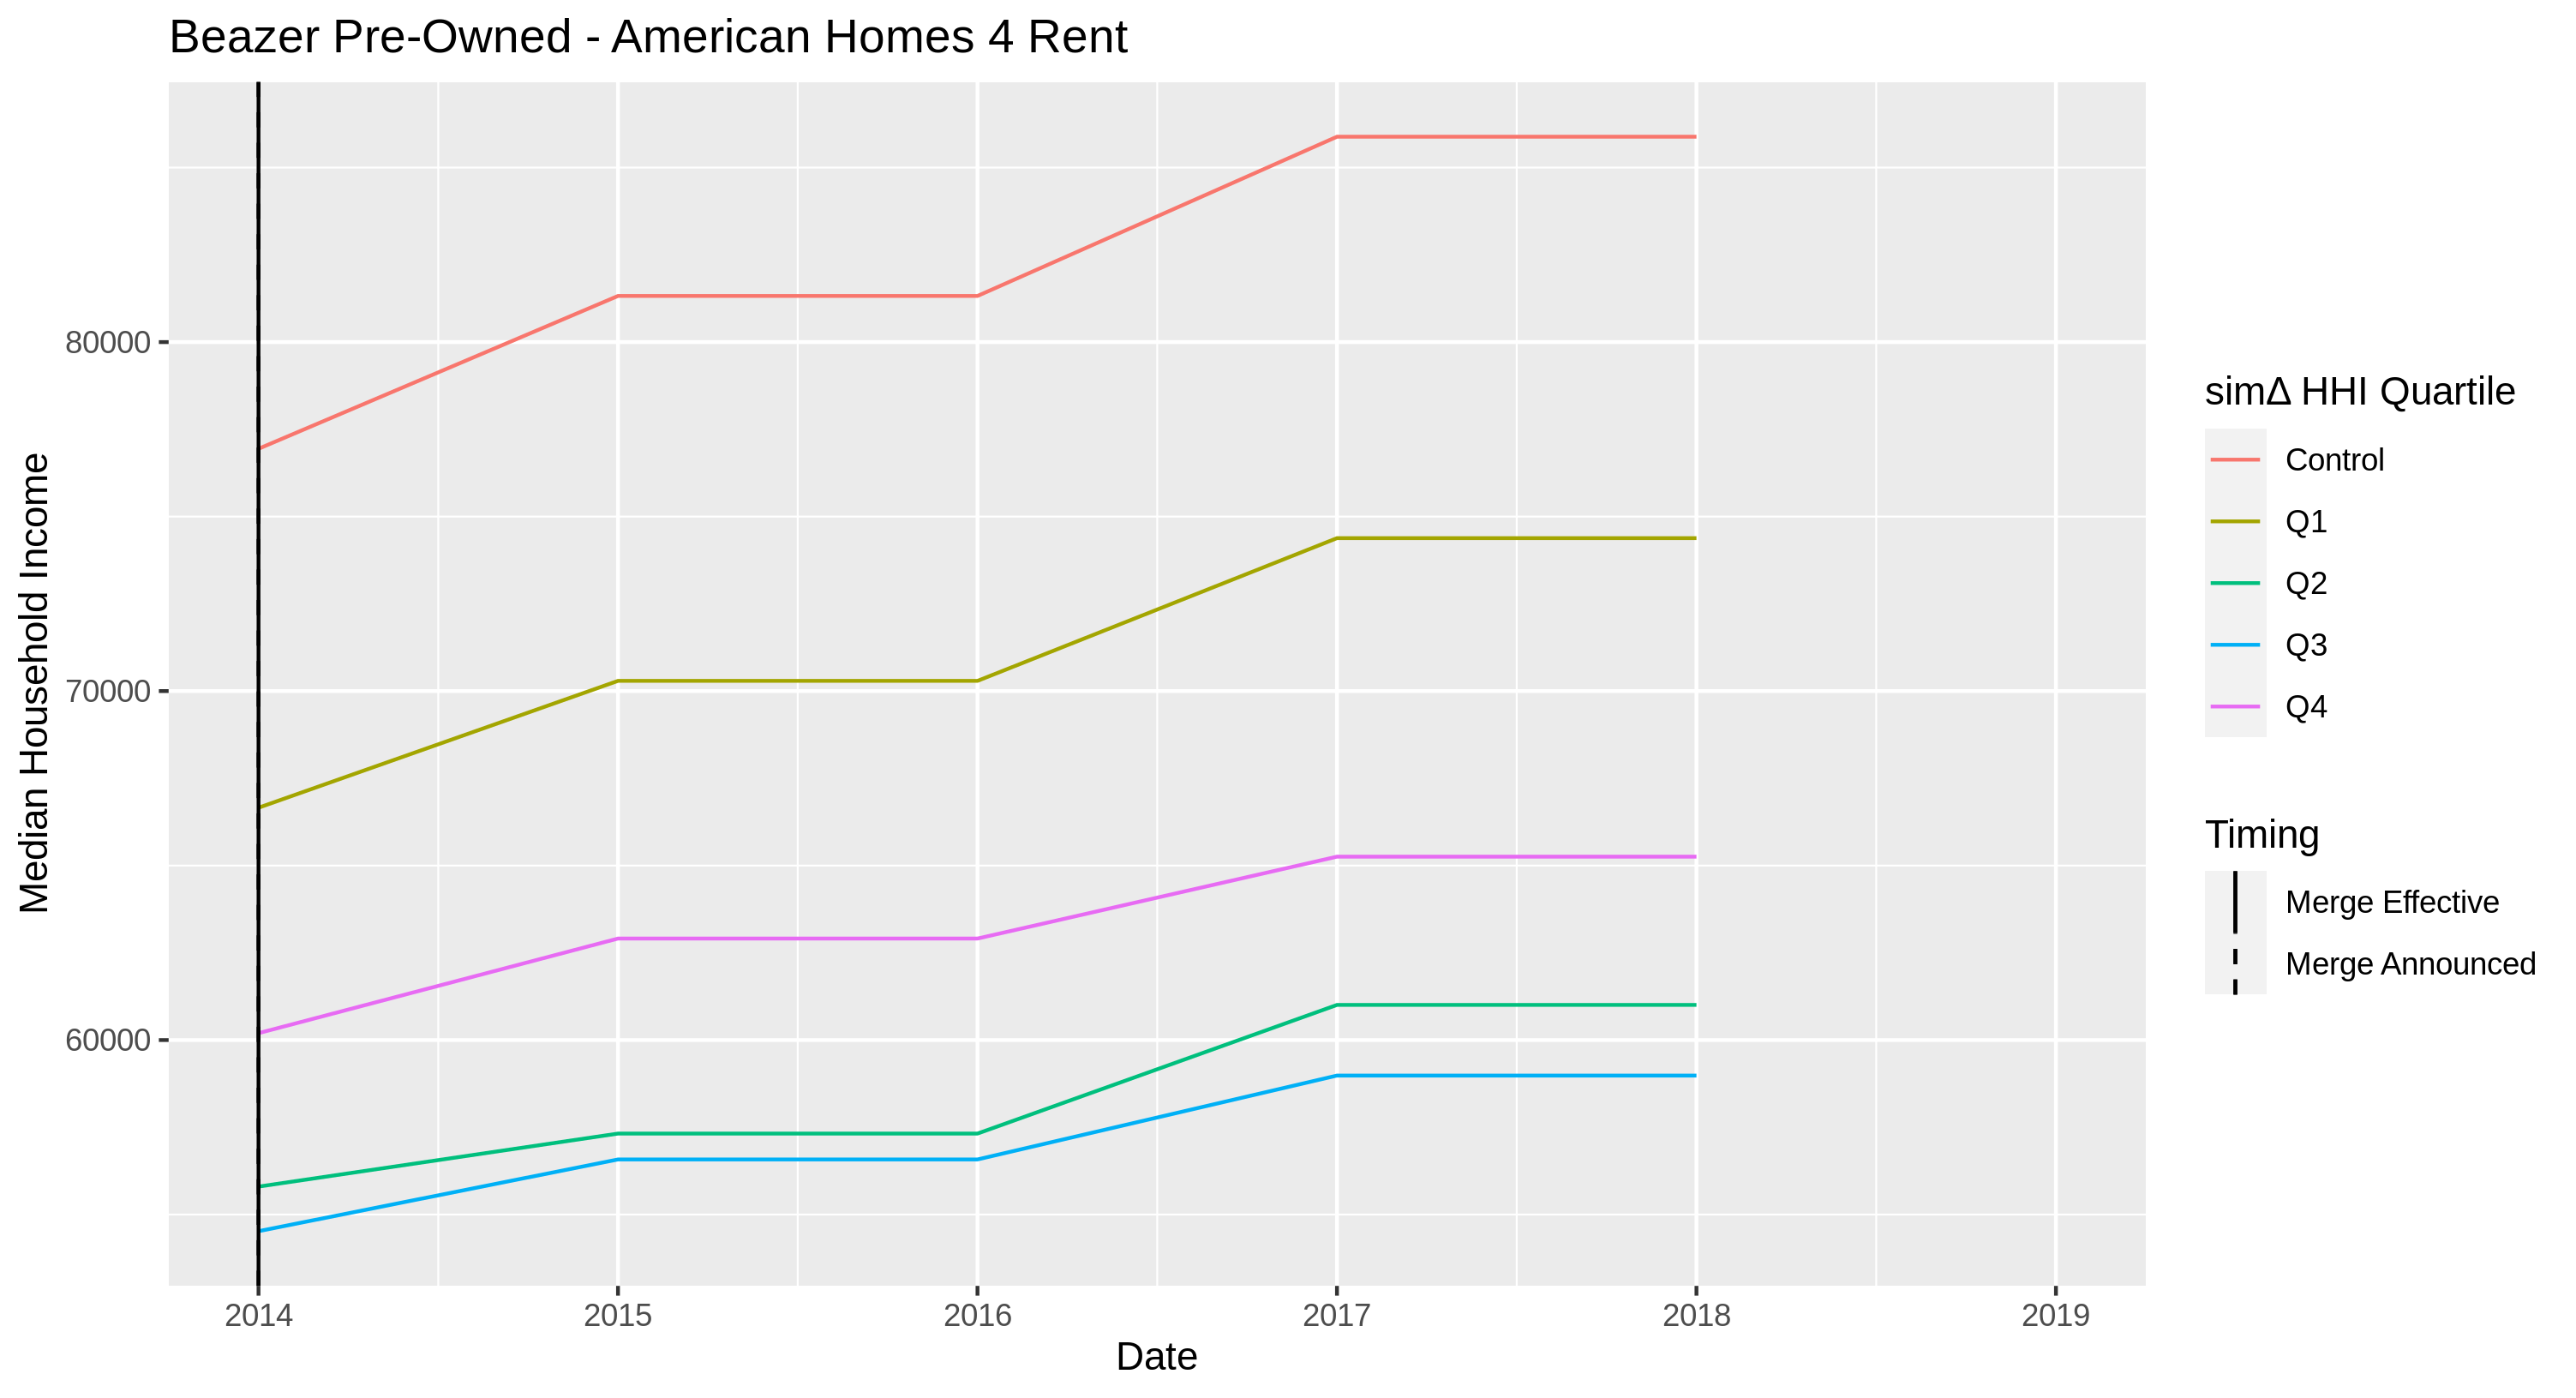 Beazer Pre-Owned - American Homes 4 Rent
Median Household Income
80000
70000
60000
2014
2015
2016
2017
2018
2019
Date
simΔ HHI Quartile
Control
Q1
Q2
Q3
Q4
Timing
Merge Effective
Merge Announced